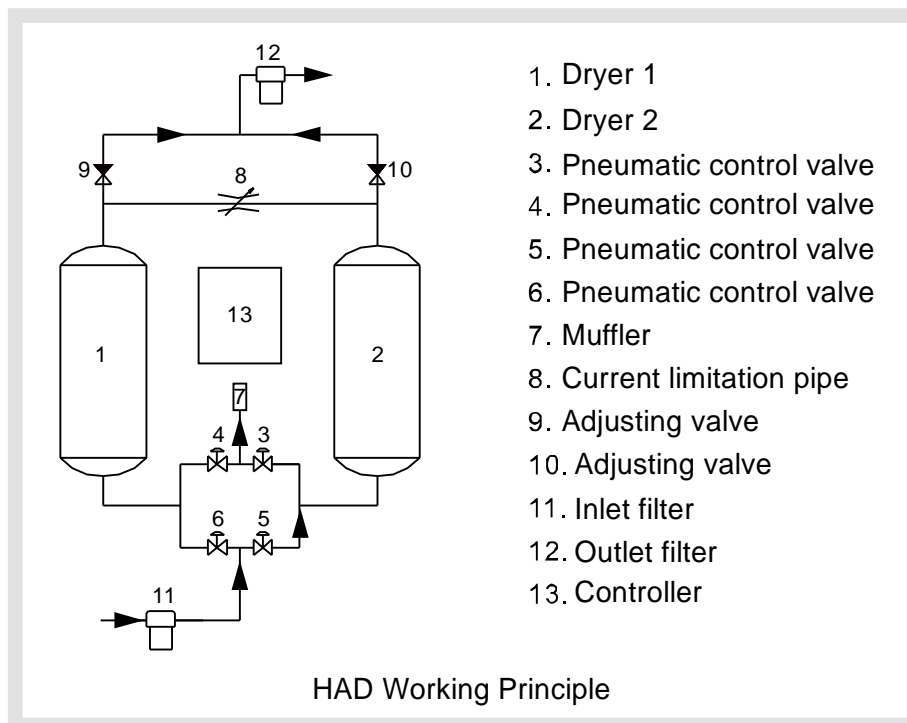 12
9
8
10
1
13
2
7
4
3
6
5
11
1. Dryer 1
2. Dryer 2
3. Pneumatic control valve
4. Pneumatic control valve
5. Pneumatic control valve
6. Pneumatic control valve
7. Muffler
8. Current limitation pipe
9. Adjusting valve
10. Adjusting valve
11. Inlet filter
12. Outlet filter
13. Controller
HAD Working Principle